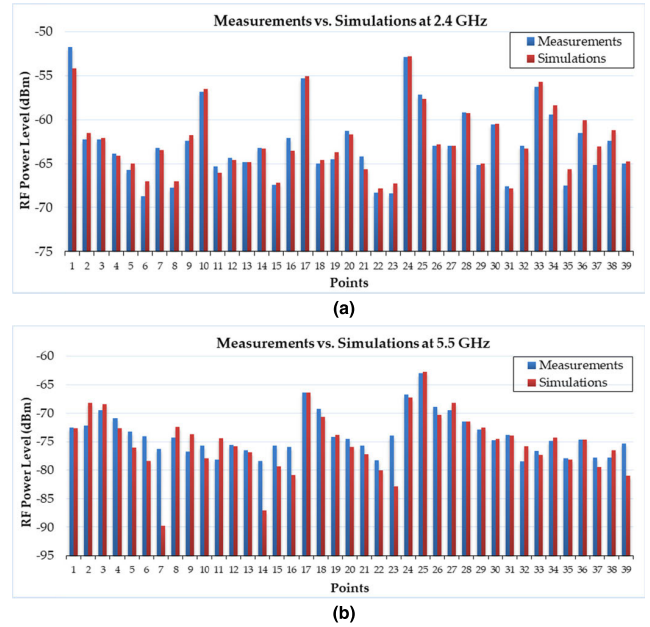 Measurements vs. Simulations at 2.4 GHz
-50
-55
-60
-65
-70
-75
RF Power Level (dBm)
Measurements
Simulations
1 2 3 4 5 6 7 8 9 10 11 12 13 14 15 16 17 18 19 20 21 22 23 24 25 26 27 28 29 30 31 32 33 34 35 36 37 38 39
Points
(a)
Measurements vs. Simulations at 5.5 GHz
-60
-65
-70
-75
-80
-85
-90
-95
RF Power Level (dBm)
Measurements
Simulations
1 2 3 4 5 6 7 8 9 10 11 12 13 14 15 16 17 18 19 20 21 22 23 24 25 26 27 28 29 30 31 32 33 34 35 36 37 38 39
Points
(b)